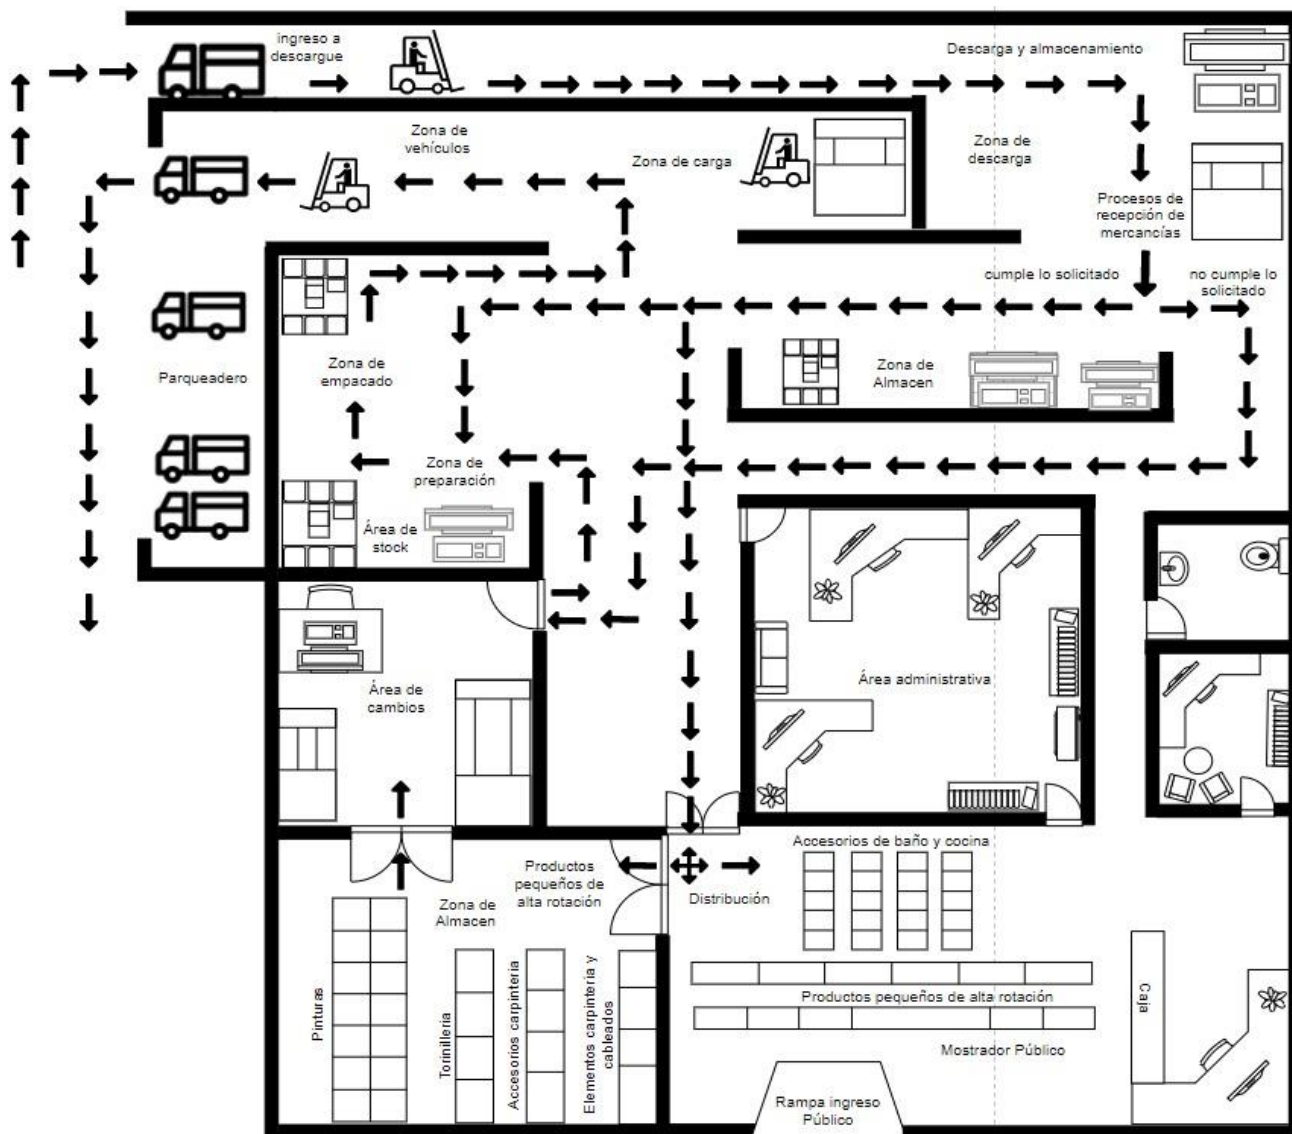 ingreso a
descargue
Descarga y almacenamiento
Zona de
vehículos
Zona de carga
Zona de
descarga
Procesos de
recepción de
mercancías
cumple lo solicitado
no cumple lo
solicitado
Zona de
empacado
Zona de
Almacen
Parqueadero
Zona de
preparación
Área de
stock
Área de
cambios
Área administrativa
Accesorios de baño y cocina
Productos
pequeños de
alta rotación
Distribución
Zona de
Almacen
Pinturas
Torinilleria
Accesorios carpinteria
Elementos carpinteria y
cableados
Productos pequeños de alta rotación
Caja
Mostrador Público
Rampa ingreso
Público